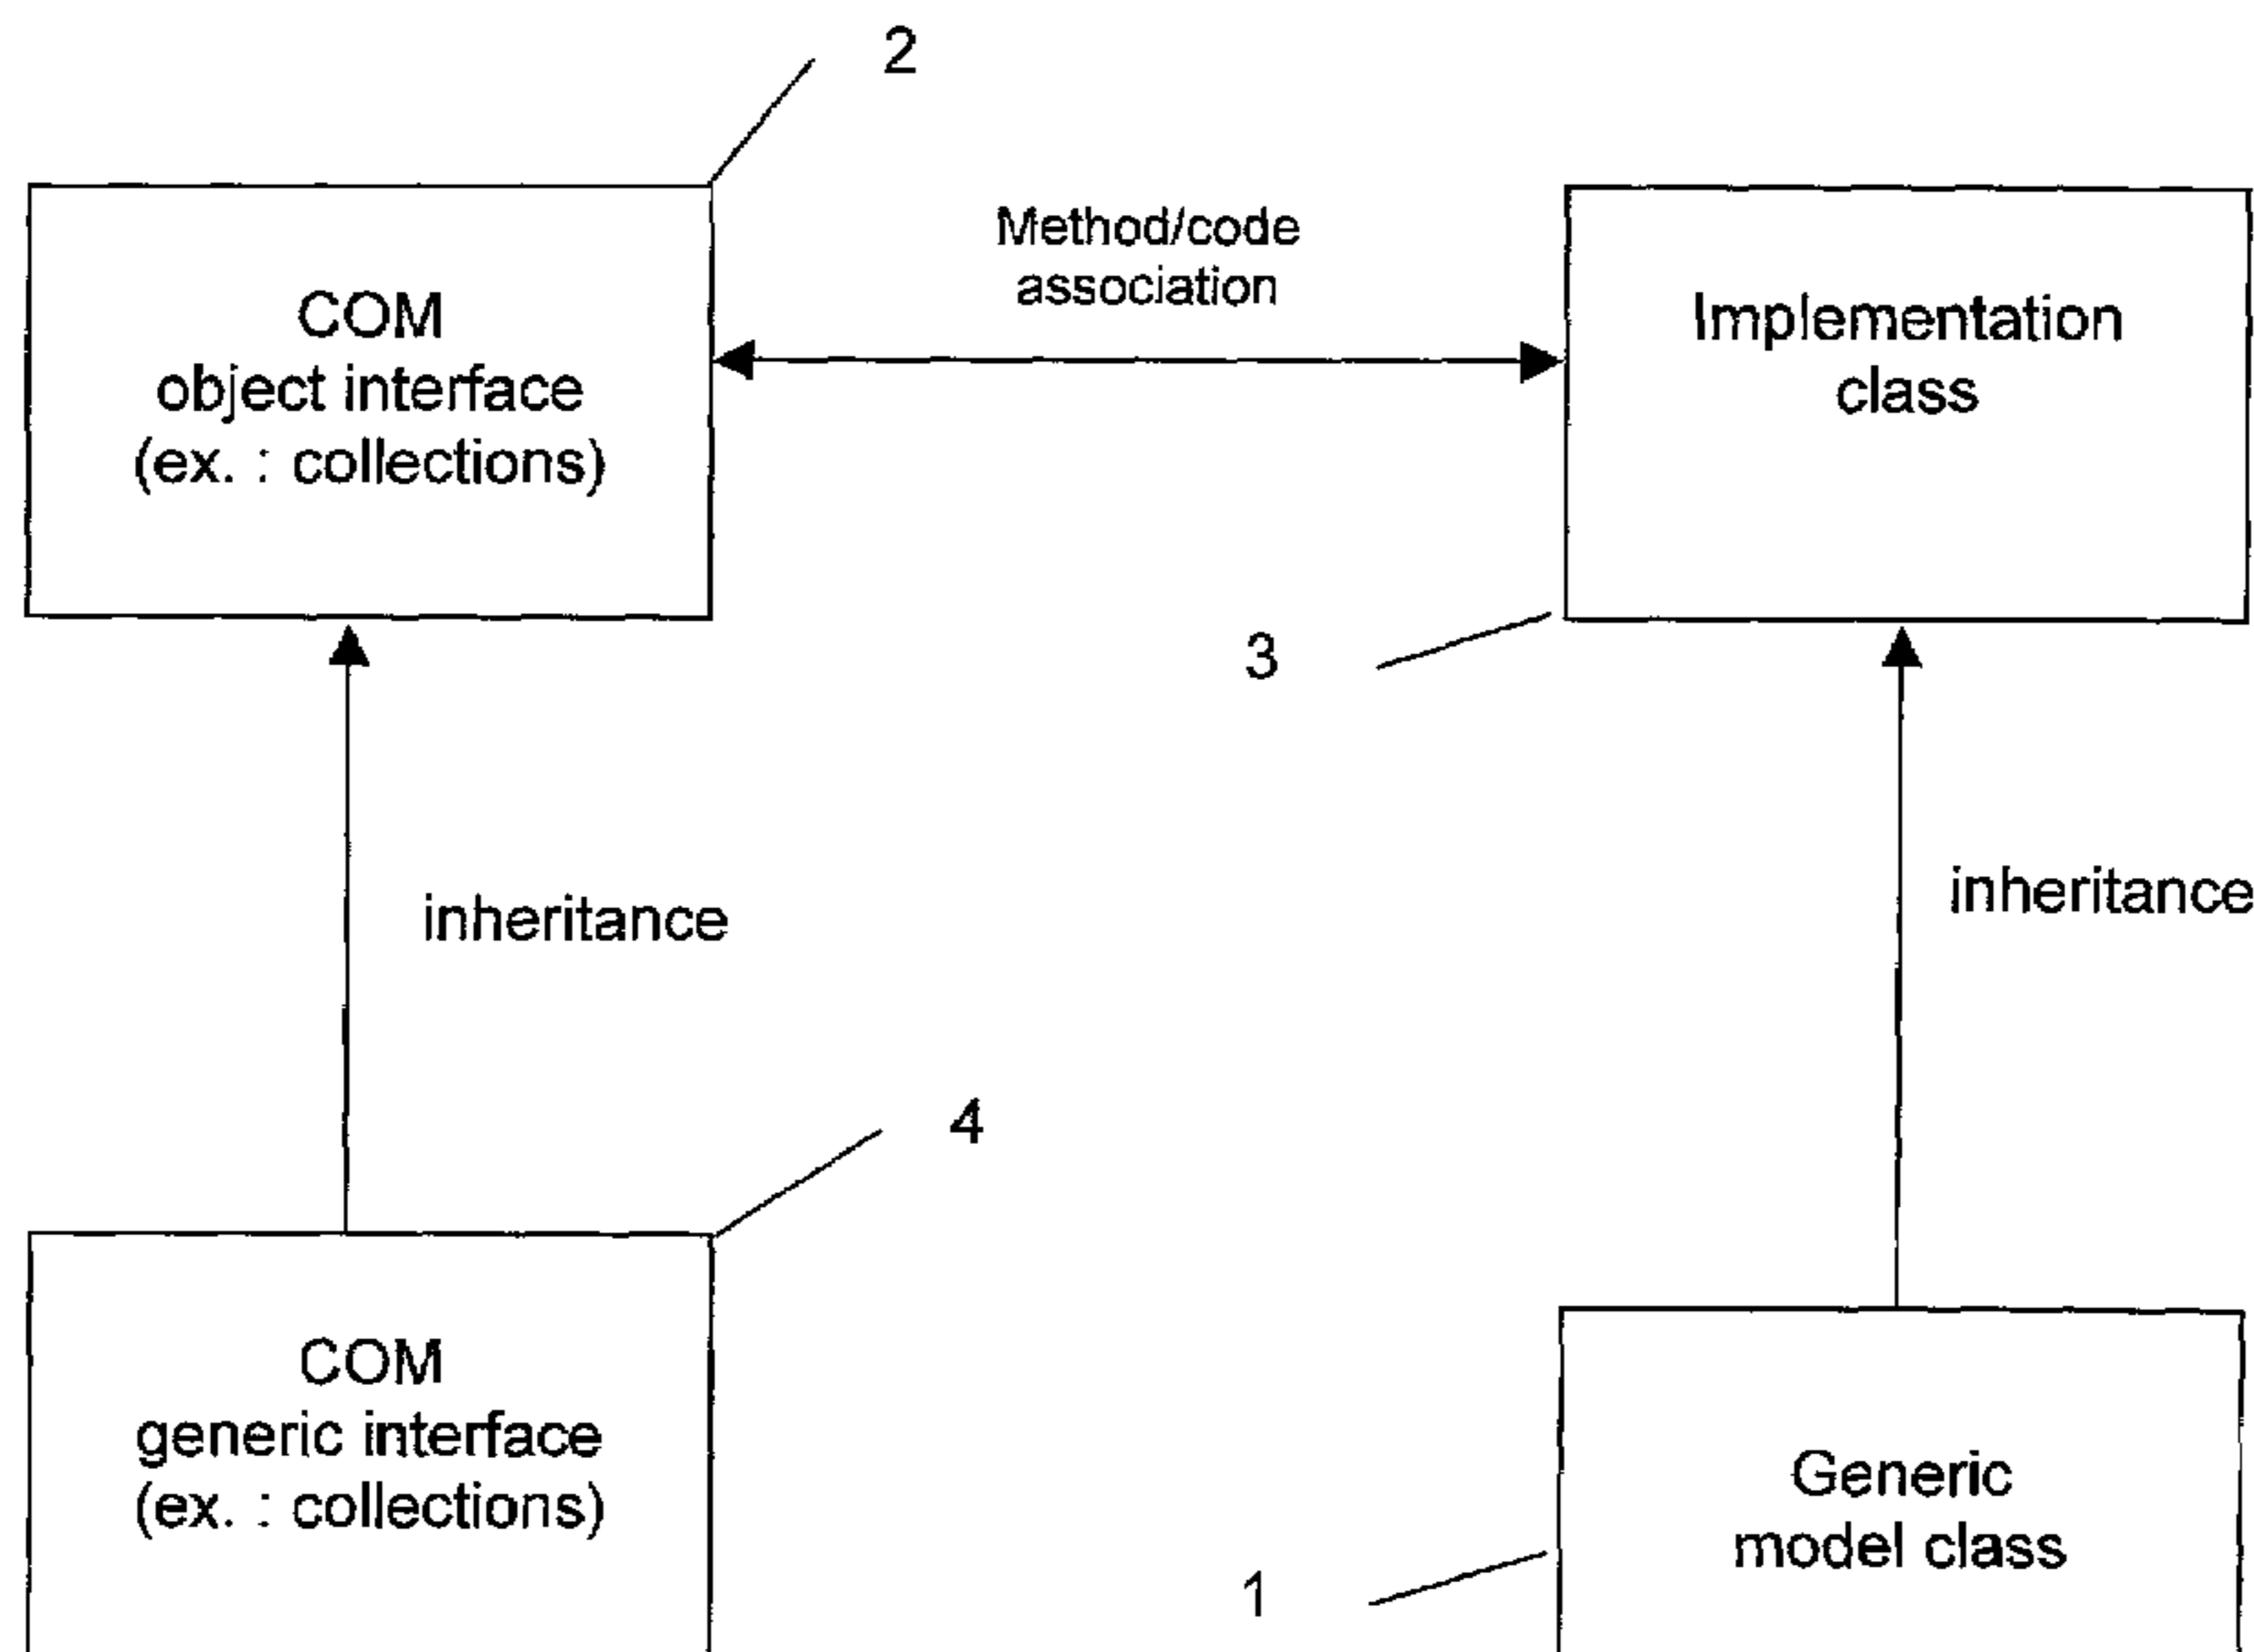 2
Method/code
association
COM
object interface
(ex. : collections)
Implementation
class
3
inheritance
inheritance
4
COM
generic interface
(ex. : collections)
Generic
model class
1